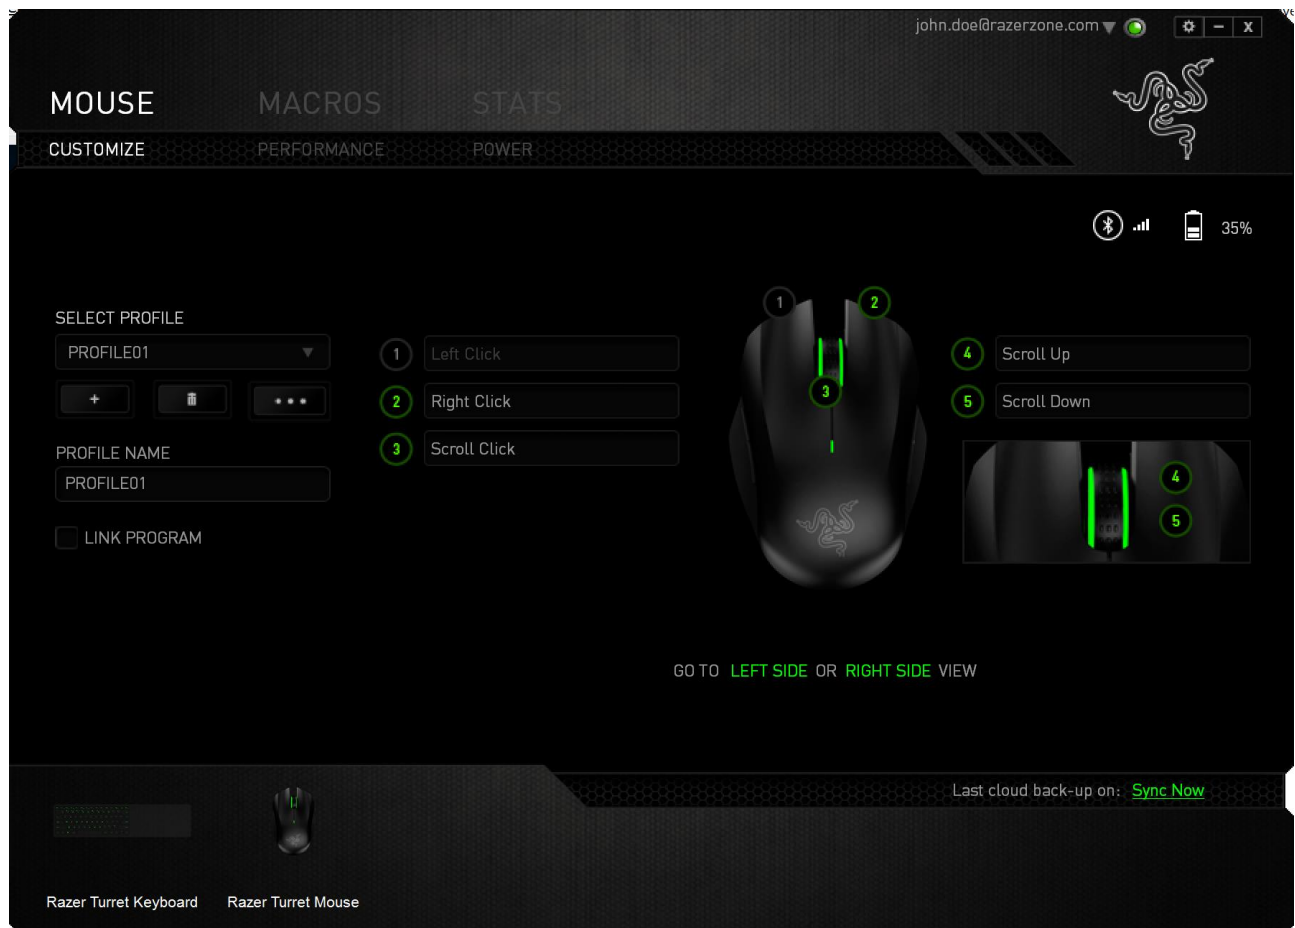 john.doe@razerzone.com
X
MOUSE MACROS STATS
CUSTOMIZE PERFORMANCE POWER
35%
SELECT PROFILE
PROFILE01
+
PROFILE NAME
PROFILE01
LINK PROGRAM
1 Left Click
2 Right Click
3 Scroll Click
1
2
3
4 Scroll Up
5 Scroll Down
4
5
GO TO LEFT SIDE OR RIGHT SIDE VIEW
Last cloud back-up on: Sync Now
Razer Turret Keyboard Razer Turret Mouse